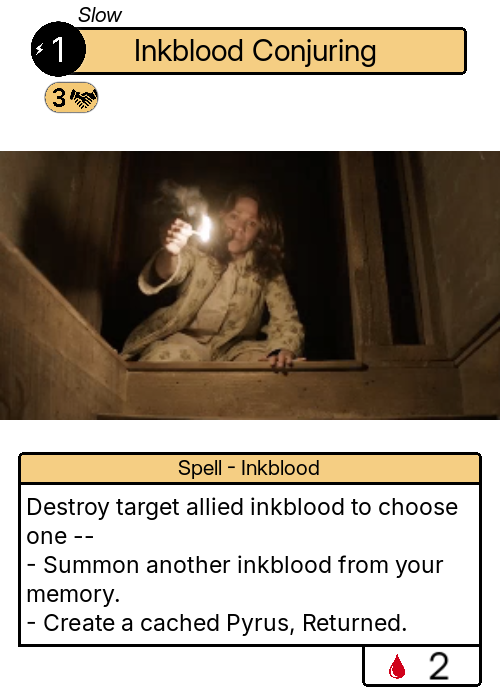 Slow
1
Inkblood Conjuring
3
Spell - Inkblood
Destroy target allied inkblood to choose
one --
- Summon another inkblood from your
memory.
- Create a cached Pyrus, Returned.
2